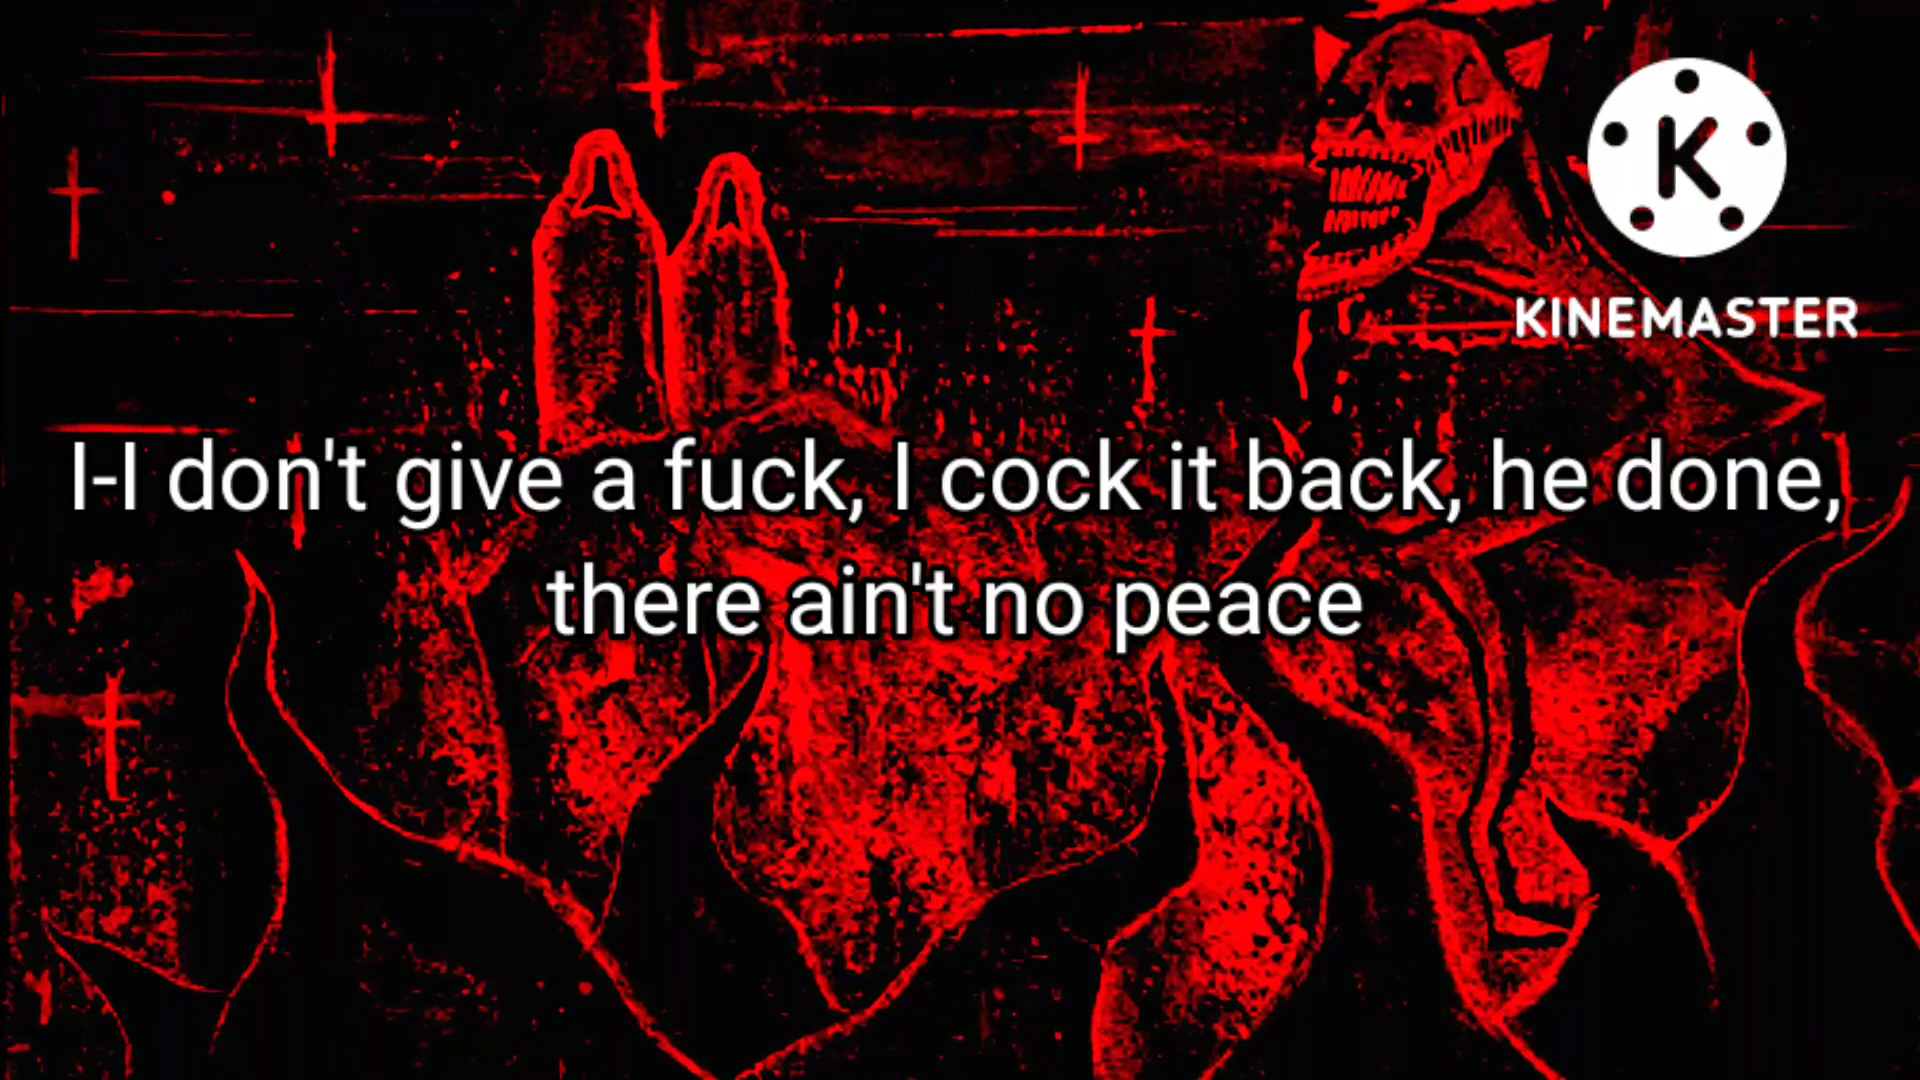 K
KINEMASTER
I-I don't give a fuck, I cock it back, he done,
there ain't no peace